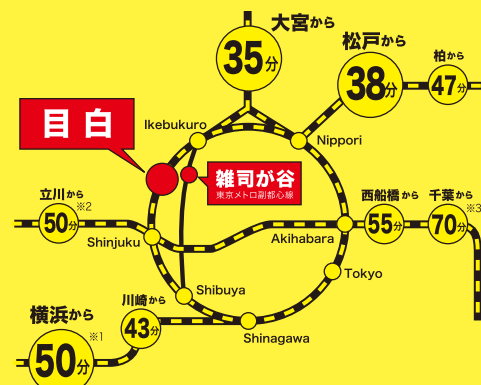 大宮から
35分
松戸から
38分
柏から
47分
目白
Ikebukuro
Nippori
雑司が谷
東京メトロ副都心線
立川から
50分
※2
西船橋から
55分
千葉から
70分
※3
Shinjuku
Akihabara
Tokyo
Shibuya
横浜から
50分
※1
川崎から
43分
Shinagawa